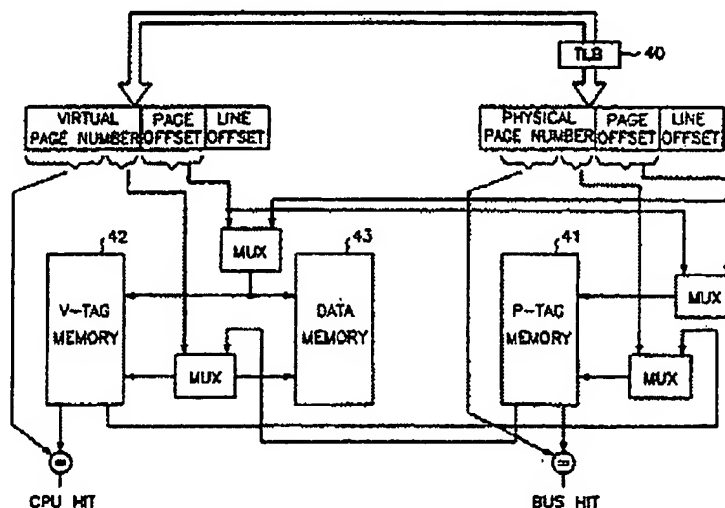 TLB
40
VIRTUAL
PAGE NUMBER
PAGE
OFFSET
LINE
OFFSET
PHYSICAL
PAGE NUMBER
PAGE
OFFSET
LINE
OFFSET
42
V-TAG
MEMORY
MUX
43
DATA
MEMORY
MUX
41
P-TAG
MEMORY
MUX
MUX
=
CPU HIT
=
BUS HIT